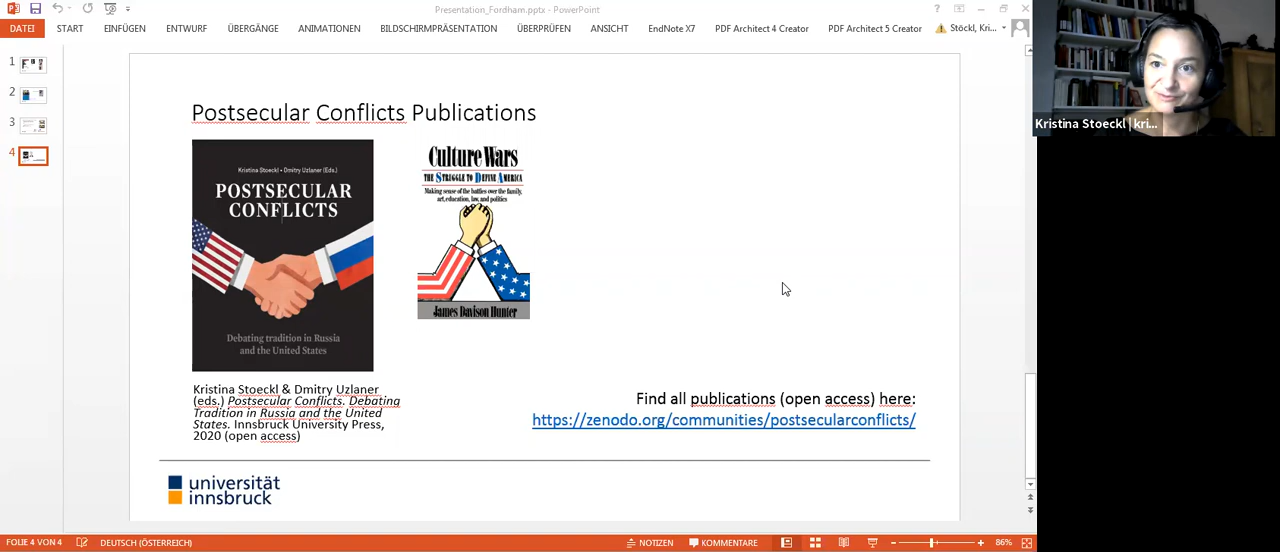 Presentation_Fordham.pptx - PowerPoint
DATEI START EINFÜGEN ENTWURF ÜBERGÄNGE ANIMATIONEN BILDSCHIRMPRÄSENTATION ÜBERPRÜFEN ANSICHT EndNote X7 PDF Architect 4 Creator PDF Architect 5 Creator Stöckl, Kri...
1
2
3
4
Postsecular Conflicts Publications
Kristina Stoeckl • Dmitry Uzlaner (Eds.)
POSTSECULAR
CONFLICTS
Debating tradition in Russia
and the United States
Culture Wars
THE STRUGGLE TO DEFINE AMERICA
Making sense of the battles over the family,
art, education, law, and politics
James Davison Hunter
Kristina Stoeckl & Dmitry Uzlaner
(eds.) Postsecular Conflicts. Debating
Tradition in Russia and the United
States. Innsbruck University Press,
2020 (open access)
Find all publications (open access) here:
https://zenodo.org/communities/postsecularconflicts/
universität
innsbruck
Kristina Stoeckl | kri...
FOLIE 4 VON 4 DEUTSCH (ÖSTERREICH) NOTIZEN KOMMENTARE 86%